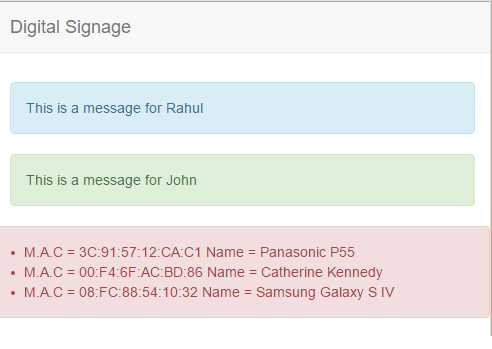 Digital Signage
This is a message for Rahul
This is a message for John
M.A.C = 3C:91:57:12:CA:C1 Name = Panasonic P55
M.A.C = 00:F4:6F:AC:BD:86 Name = Catherine Kennedy
M.A.C = 08:FC:88:54:10:32 Name = Samsung Galaxy S IV